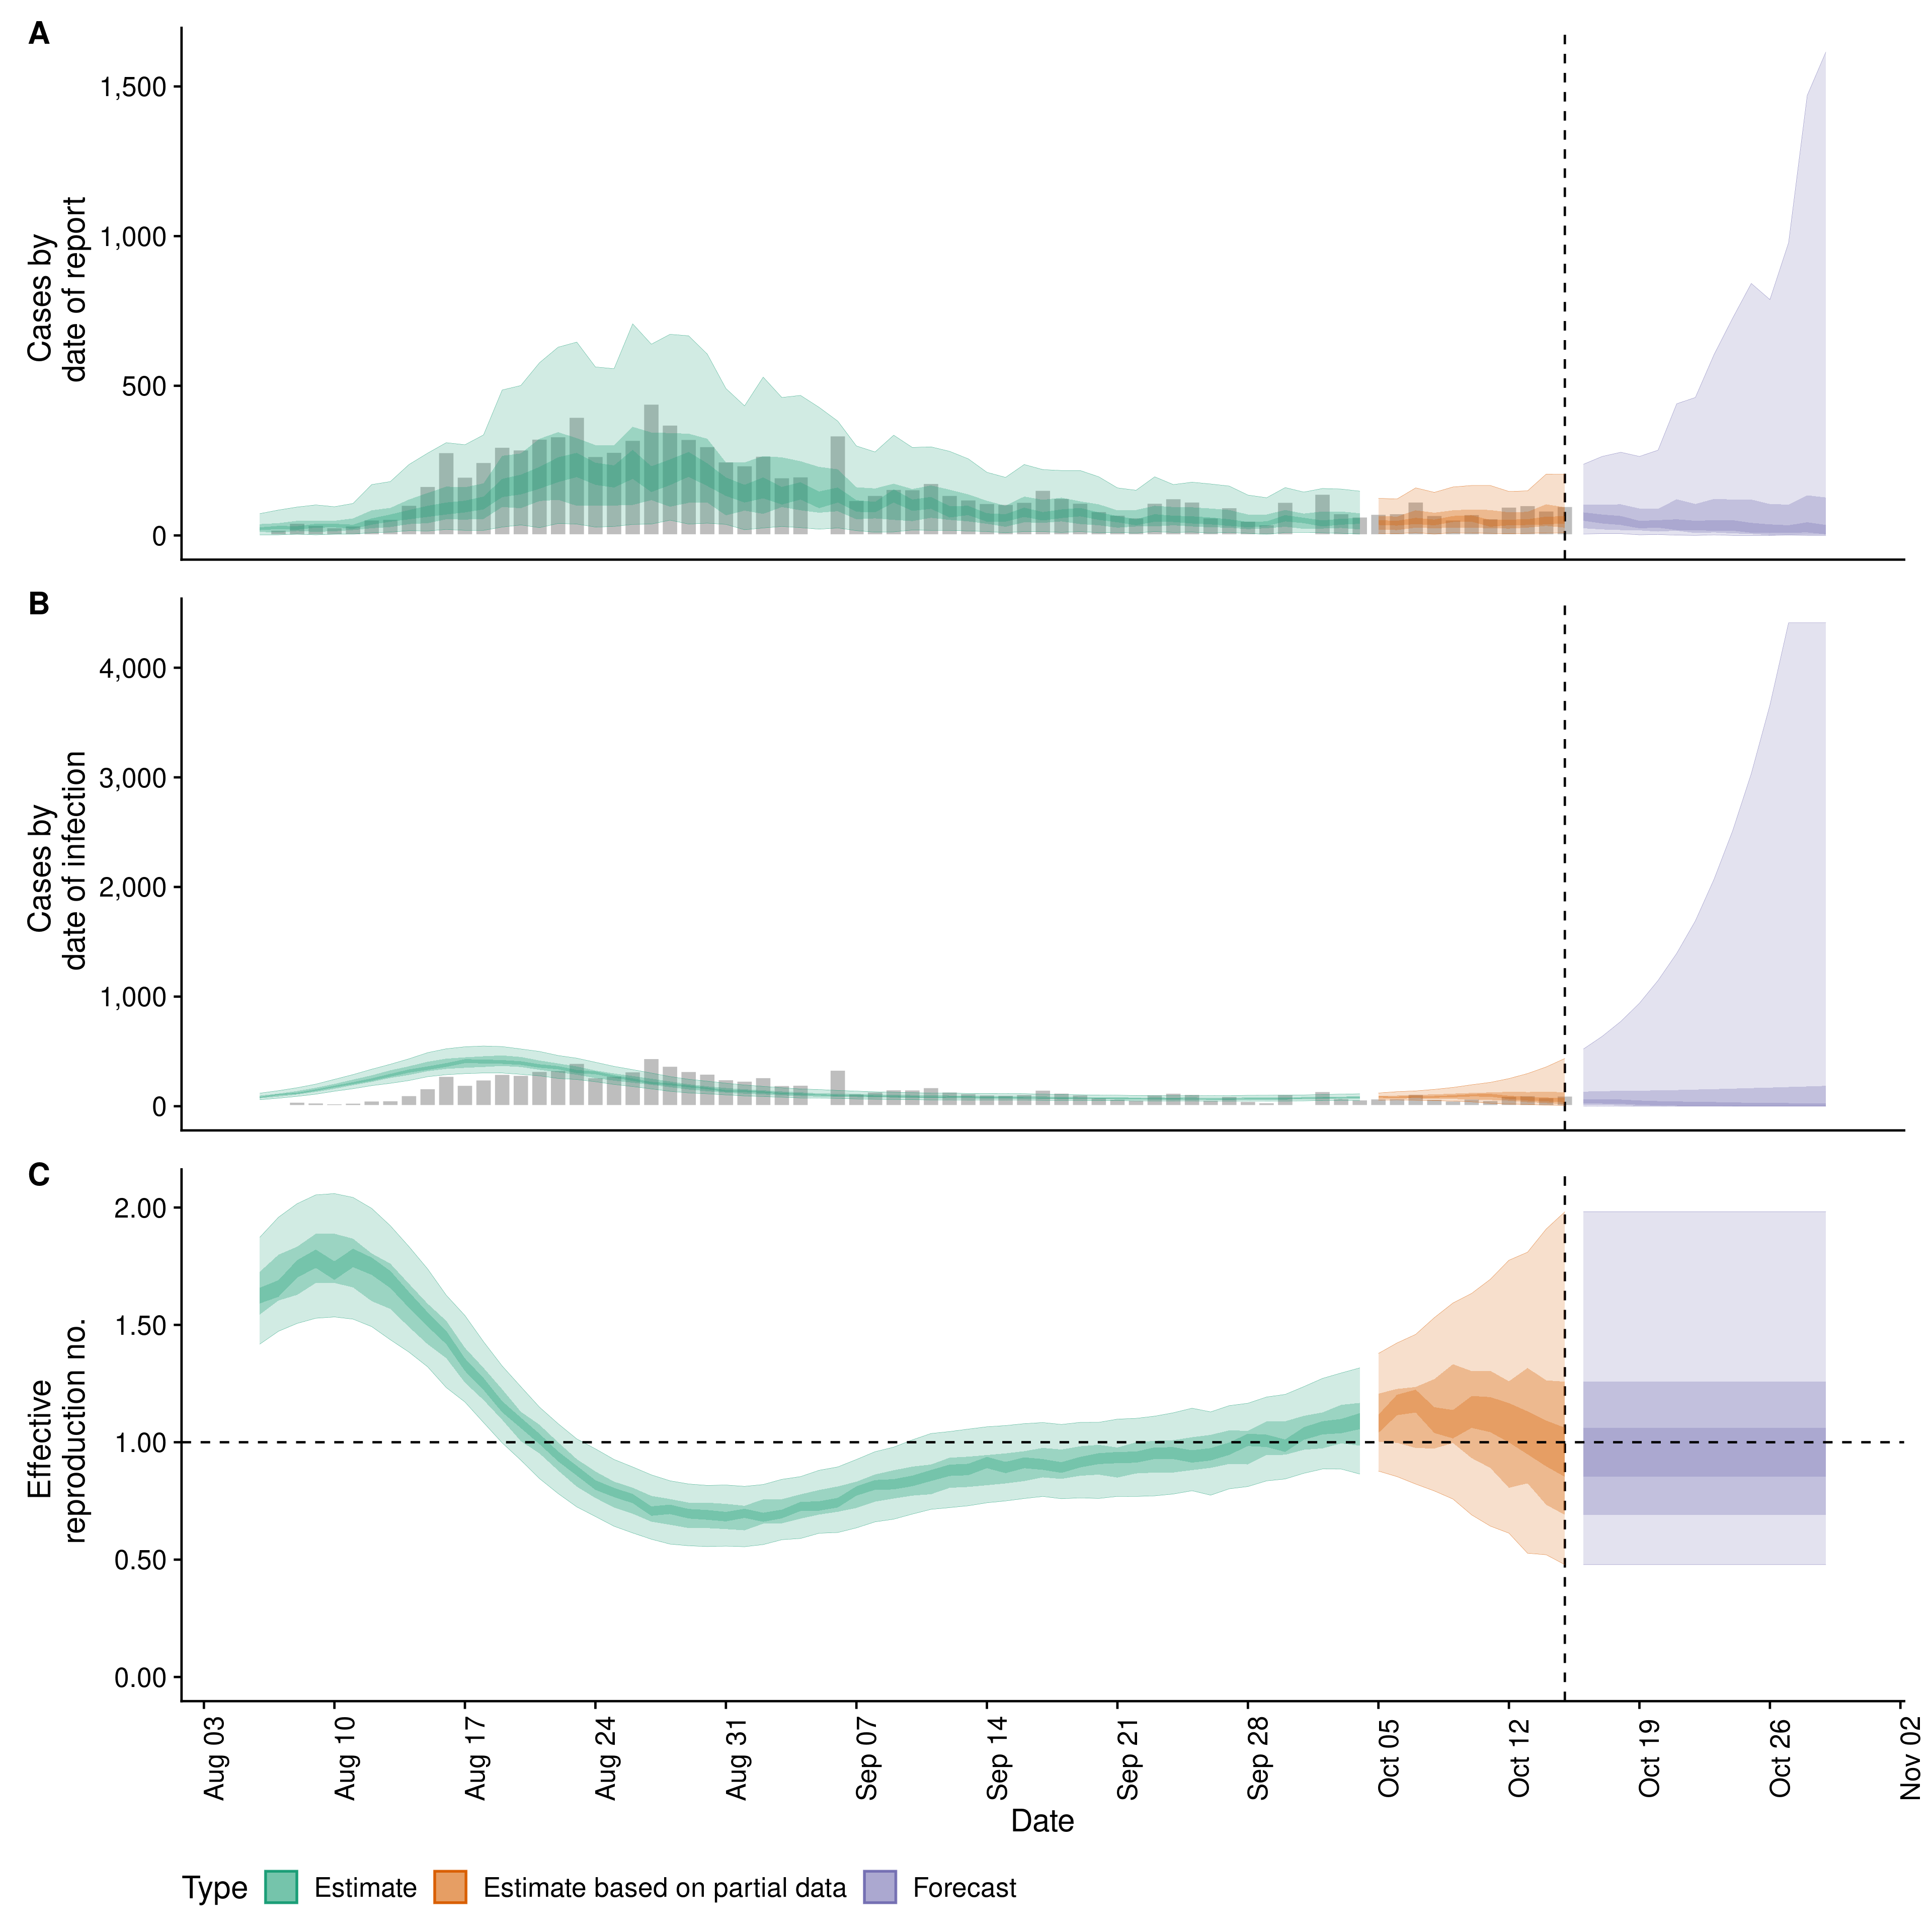 A
Cases by
date of report
1,500
1,000
500
0
B
Cases by
date of infection
4,000
3,000
2,000
1,000
0
C
Effective
reproduction no.
2.00
1.50
1.00
0.50
0.00
Aug 03
Aug 10
Aug 17
Aug 24
Aug 31
Sep 07
Sep 14
Sep 21
Sep 28
Oct 05
Oct 12
Oct 19
Oct 26
Nov 02
Date
Type Estimate Estimate based on partial data Forecast